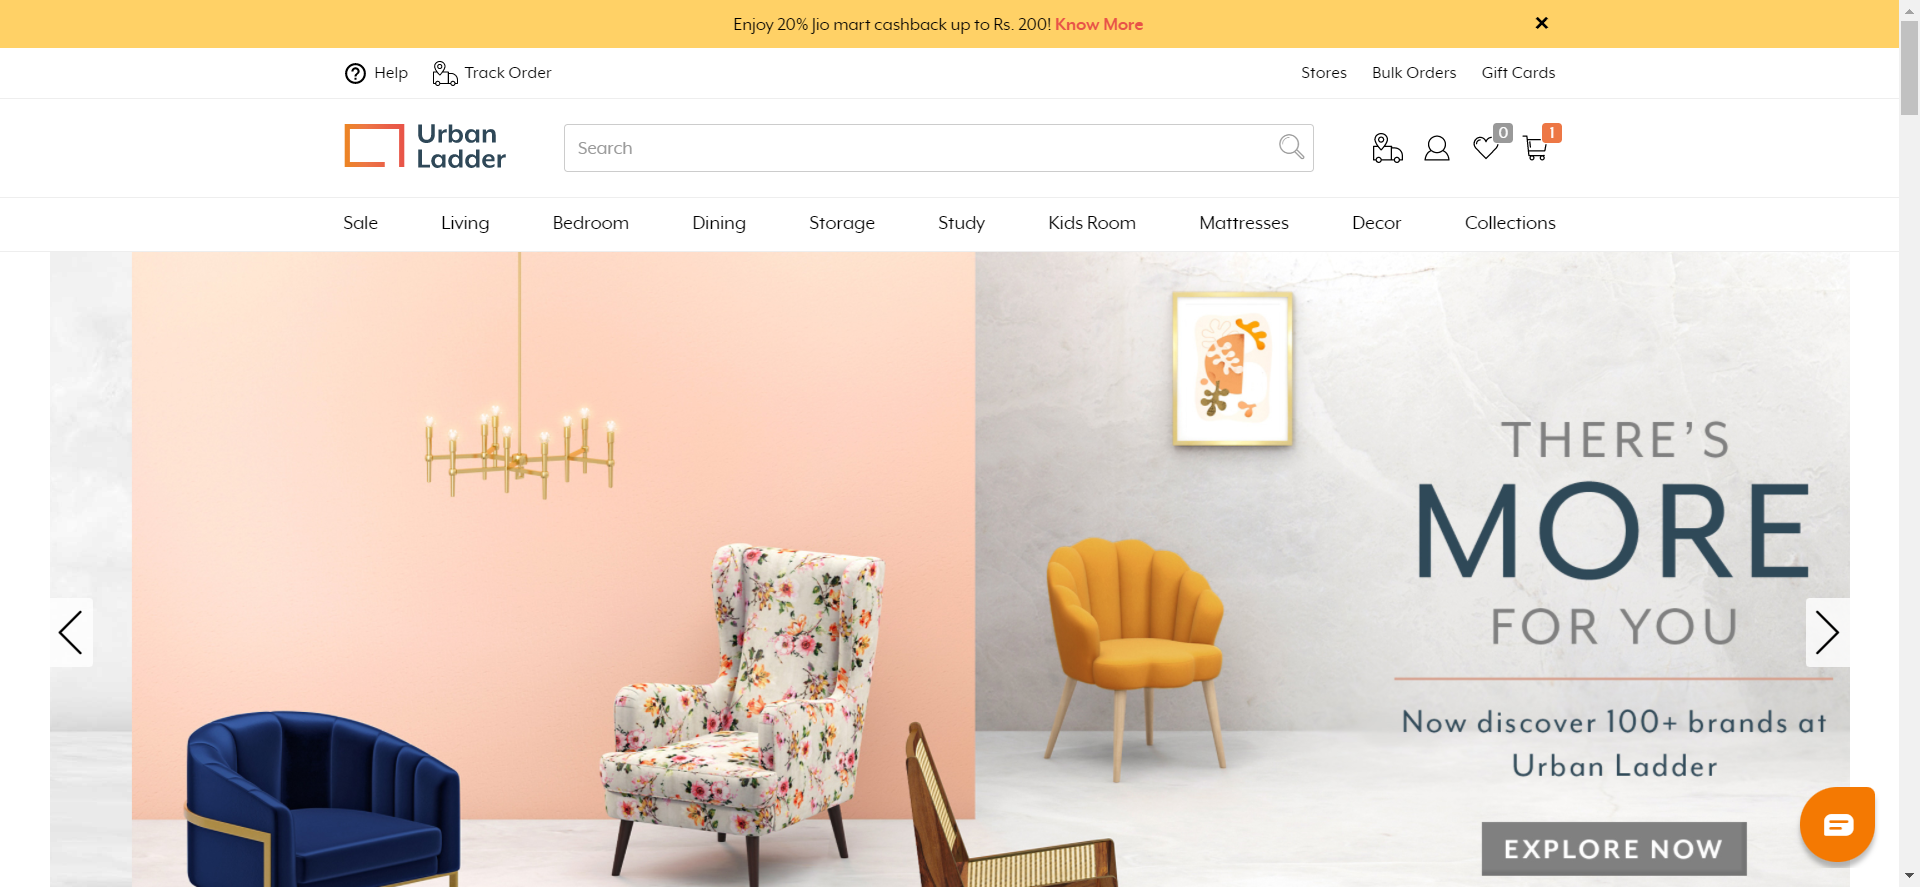 Enjoy 20% Jio mart cashback up to Rs. 200! Know More
Help
Track Order
Stores
Bulk Orders
Gift Cards
Urban
Ladder
Search
0
1
Sale
Living
Bedroom
Dining
Storage
Study
Kids Room
Mattresses
Decor
Collections
THERE'S
MORE
FOR YOU
Now discover 100+ brands at
Urban Ladder
EXPLORE NOW